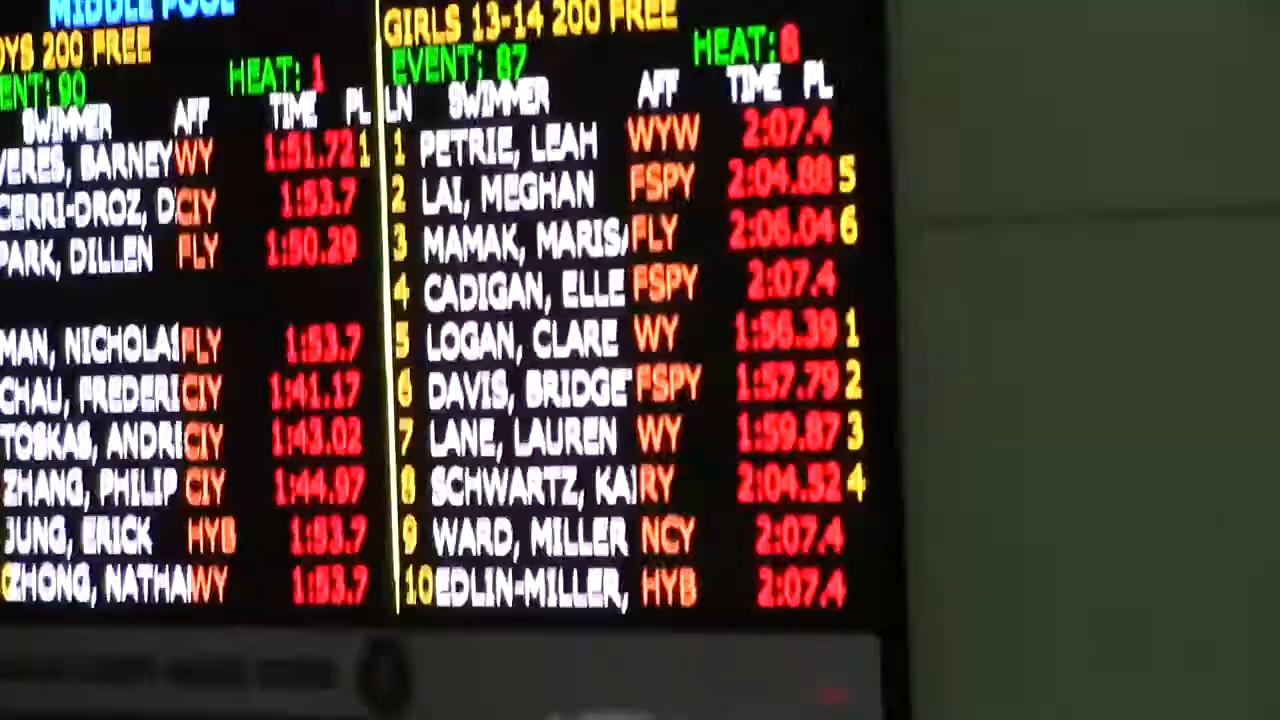 MIDDLE POOL
OYS 200 FREE
ENT: 90 HEAT: 1
SWIMMER AFF TIME PL
VERES, BARNEY WY 1:51.72 1
CERRI-DROZ, D CIY 1:53.7
PARK, DILLEN FLY 1:50.29
MAN, NICHOLAS FLY 1:53.7
CHAU, FREDERI CIY 1:41.17
TOSKAS, ANDRE CIY 1:43.02
ZHANG, PHILIP CIY 1:44.97
JUNG, ERICK HYB 1:53.7
ZHONG, NATHAN WY 1:53.7
GIRLS 13-14 200 FREE
EVENT: 87 HEAT: 8
LN SWIMMER AFF TIME PL
1 PETRIE, LEAH WYW 2:07.4
2 LAI, MEGHAN FSPY 2:04.88 5
3 MAMAK, MARISA FLY 2:06.04 6
4 CADIGAN, ELLE FSPY 2:07.4
5 LOGAN, CLARE WY 1:56.39 1
6 DAVIS, BRIDGET FSPY 1:57.79 2
7 LANE, LAUREN WY 1:59.87 3
8 SCHWARTZ, KAI RY 2:04.52 4
9 WARD, MILLER NCY 2:07.4
10 EDLIN-MILLER, HYB 2:07.4